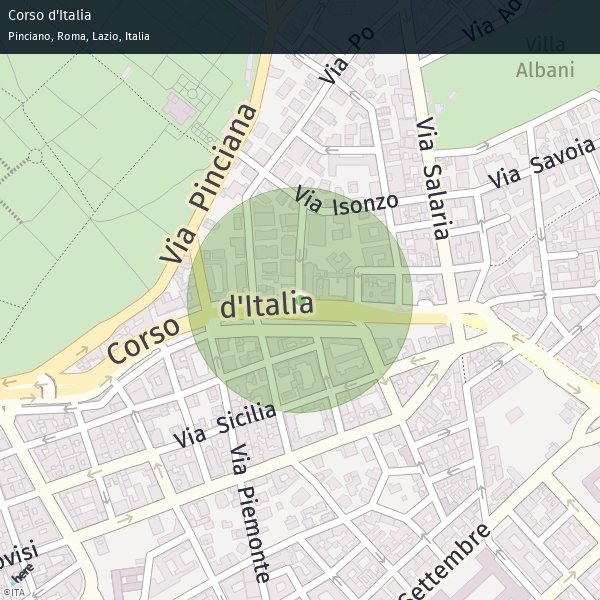 Corso d'Italia
Pinciano, Roma, Lazio, Italia
Via Po
Via Ad
Villa
Albani
Via Pinciana
Via Salaria
Via Savoia
Via Isonzo
Corso d'Italia
Via Sicilia
Via Piemonte
ovisi
Settembre
here
©ITA